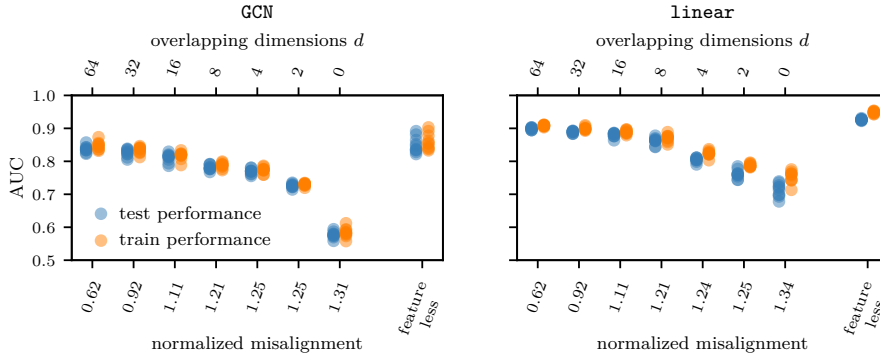 GCN
overlapping dimensions d
64 32 16 8 4 2 0
1.0
0.9
0.8
0.7
0.6
0.5
AUC
test performance
train performance
0.62 0.92 1.11 1.21 1.25 1.25 1.31 feature less
normalized misalignment
linear
overlapping dimensions d
64 32 16 8 4 2 0
0.62 0.92 1.11 1.21 1.24 1.25 1.34 feature less
normalized misalignment